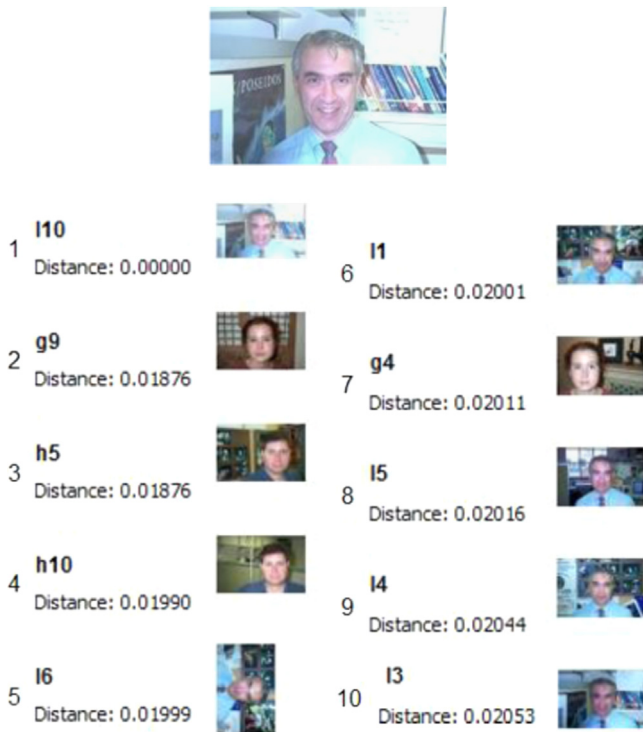 /POSEIDOS
1
l10
Distance: 0.00000
2
g9
Distance: 0.01876
3
h5
Distance: 0.01876
4
h10
Distance: 0.01990
5
l6
Distance: 0.01999
6
l1
Distance: 0.02001
7
g4
Distance: 0.02011
8
l5
Distance: 0.02016
9
l4
Distance: 0.02044
10
l3
Distance: 0.02053